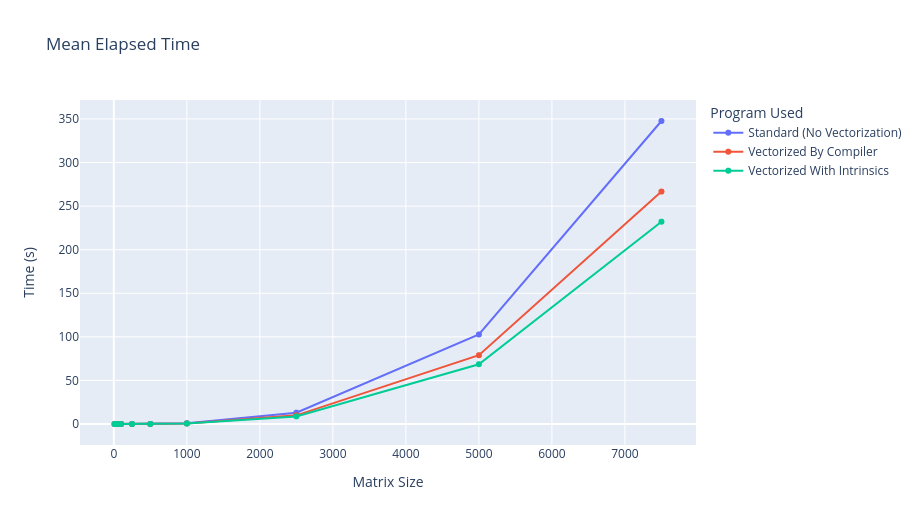 Mean Elapsed Time
Program Used
Standard (No Vectorization)
Vectorized By Compiler
Vectorized With Intrinsics
Time (s)
350
300
250
200
150
100
50
0
0 1000 2000 3000 4000 5000 6000 7000
Matrix Size